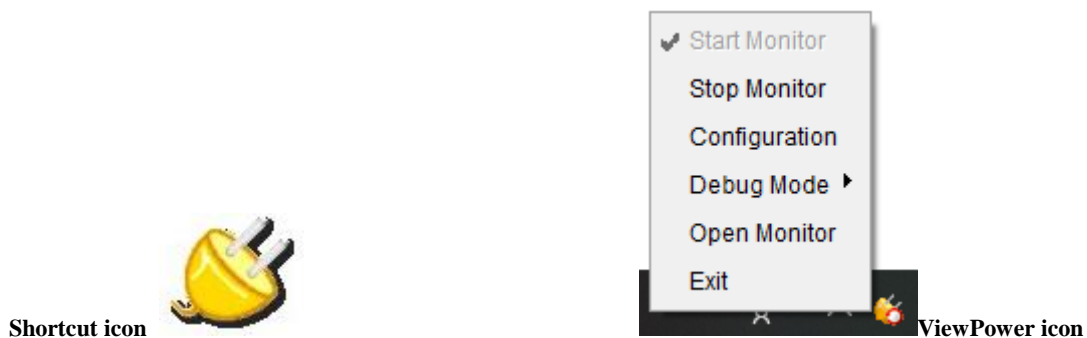 Start Monitor
Stop Monitor
Configuration
Debug Mode
Open Monitor
Exit
Shortcut icon
ViewPower icon